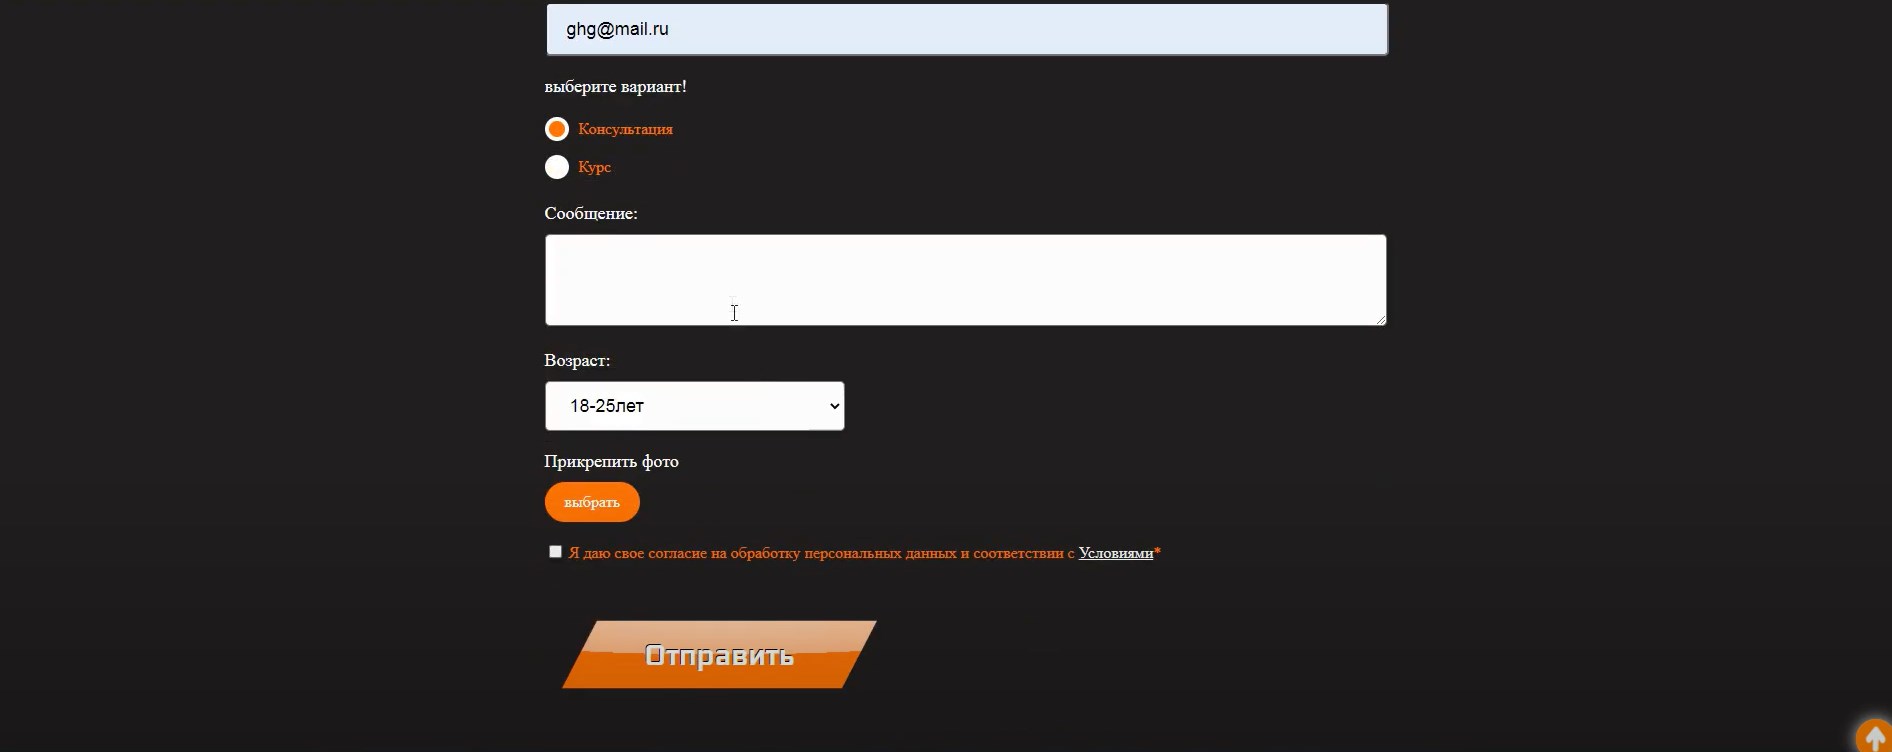 ghg@mail.ru
выберите вариант!
Консультация
Курс
Сообщение:
Возраст:
18-25лет
Прикрепить фото
выбрать
Я даю свое согласие на обработку персональных данных и соответствии с Условиями*
Отправить